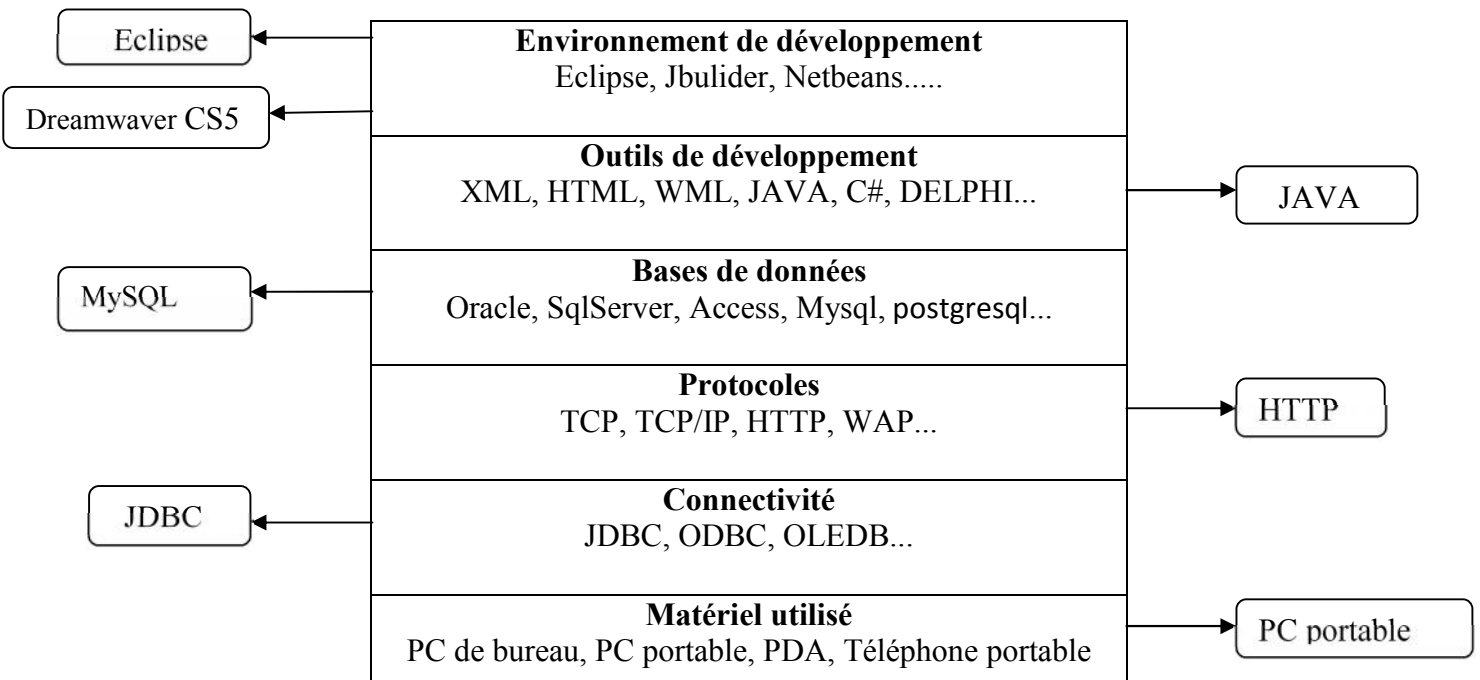 Eclipse
Environnement de développement
Eclipse, Jbulider, Netbeans.....
Dreamwaver CS5
Outils de développement
XML, HTML, WML, JAVA, C#, DELPHI...
JAVA
Bases de données
MySQL
Oracle, SqlServer, Access, Mysql, postgresql...
Protocoles
TCP, TCP/IP, HTTP, WAP...
HTTP
Connectivité
JDBC
JDBC, ODBC, OLEDB...
Matériel utilisé
PC de bureau, PC portable, PDA, Téléphone portable
PC portable